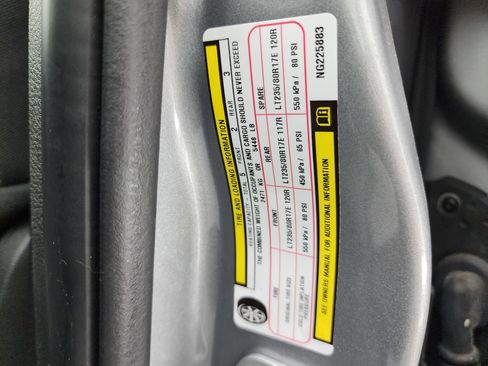 TIRE AND LOADING INFORMATION
SEATING CAPACITY - TOTAL 5 FRONT 2 REAR 3
THE COMBINED WEIGHT OF OCCUPANTS AND CARGO SHOULD NEVER EXCEED
2471 KG OR 5448 LB
TIRE FRONT REAR SPARE
ORIGINAL TIRE SIZE LT235/80R17E 120R LT235/80R17E 117R LT235/80R17E 120R
COLD TIRE INFLATION PRESSURE 550 kPa / 80 PSI 450 kPa / 65 PSI 550 kPa / 80 PSI
SEE OWNERS MANUAL FOR ADDITIONAL INFORMATION
NG225883